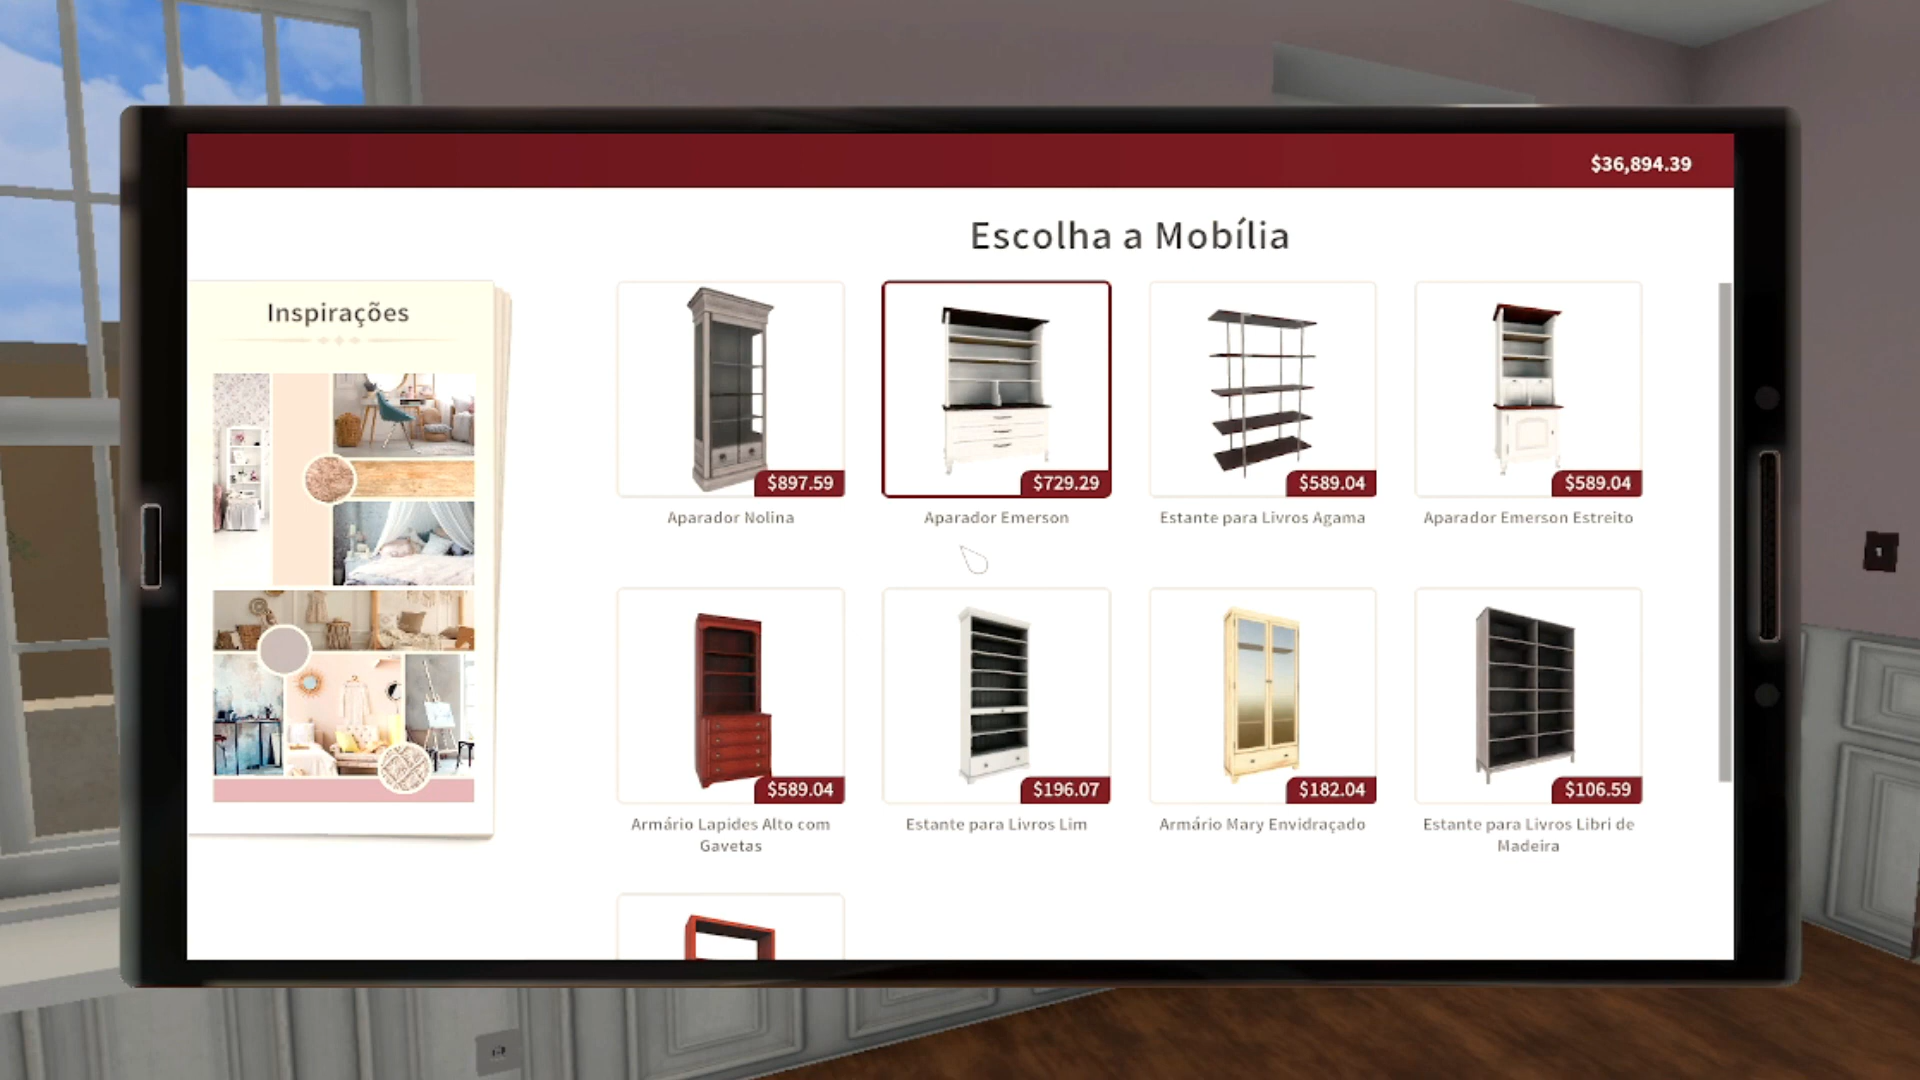 $36,894.39
Escolha a Mobília
Inspirações
$897.59
$729.29
$589.04
$589.04
Aparador Nolina
Aparador Emerson
Estante para Livros Agama
Aparador Emerson Estreito
$589.04
$196.07
$182.04
$106.59
Armário Lapides Alto com
Gavetas
Estante para Livros Lim
Armário Mary Envidraçado
Estante para Livros Libri de
Madeira